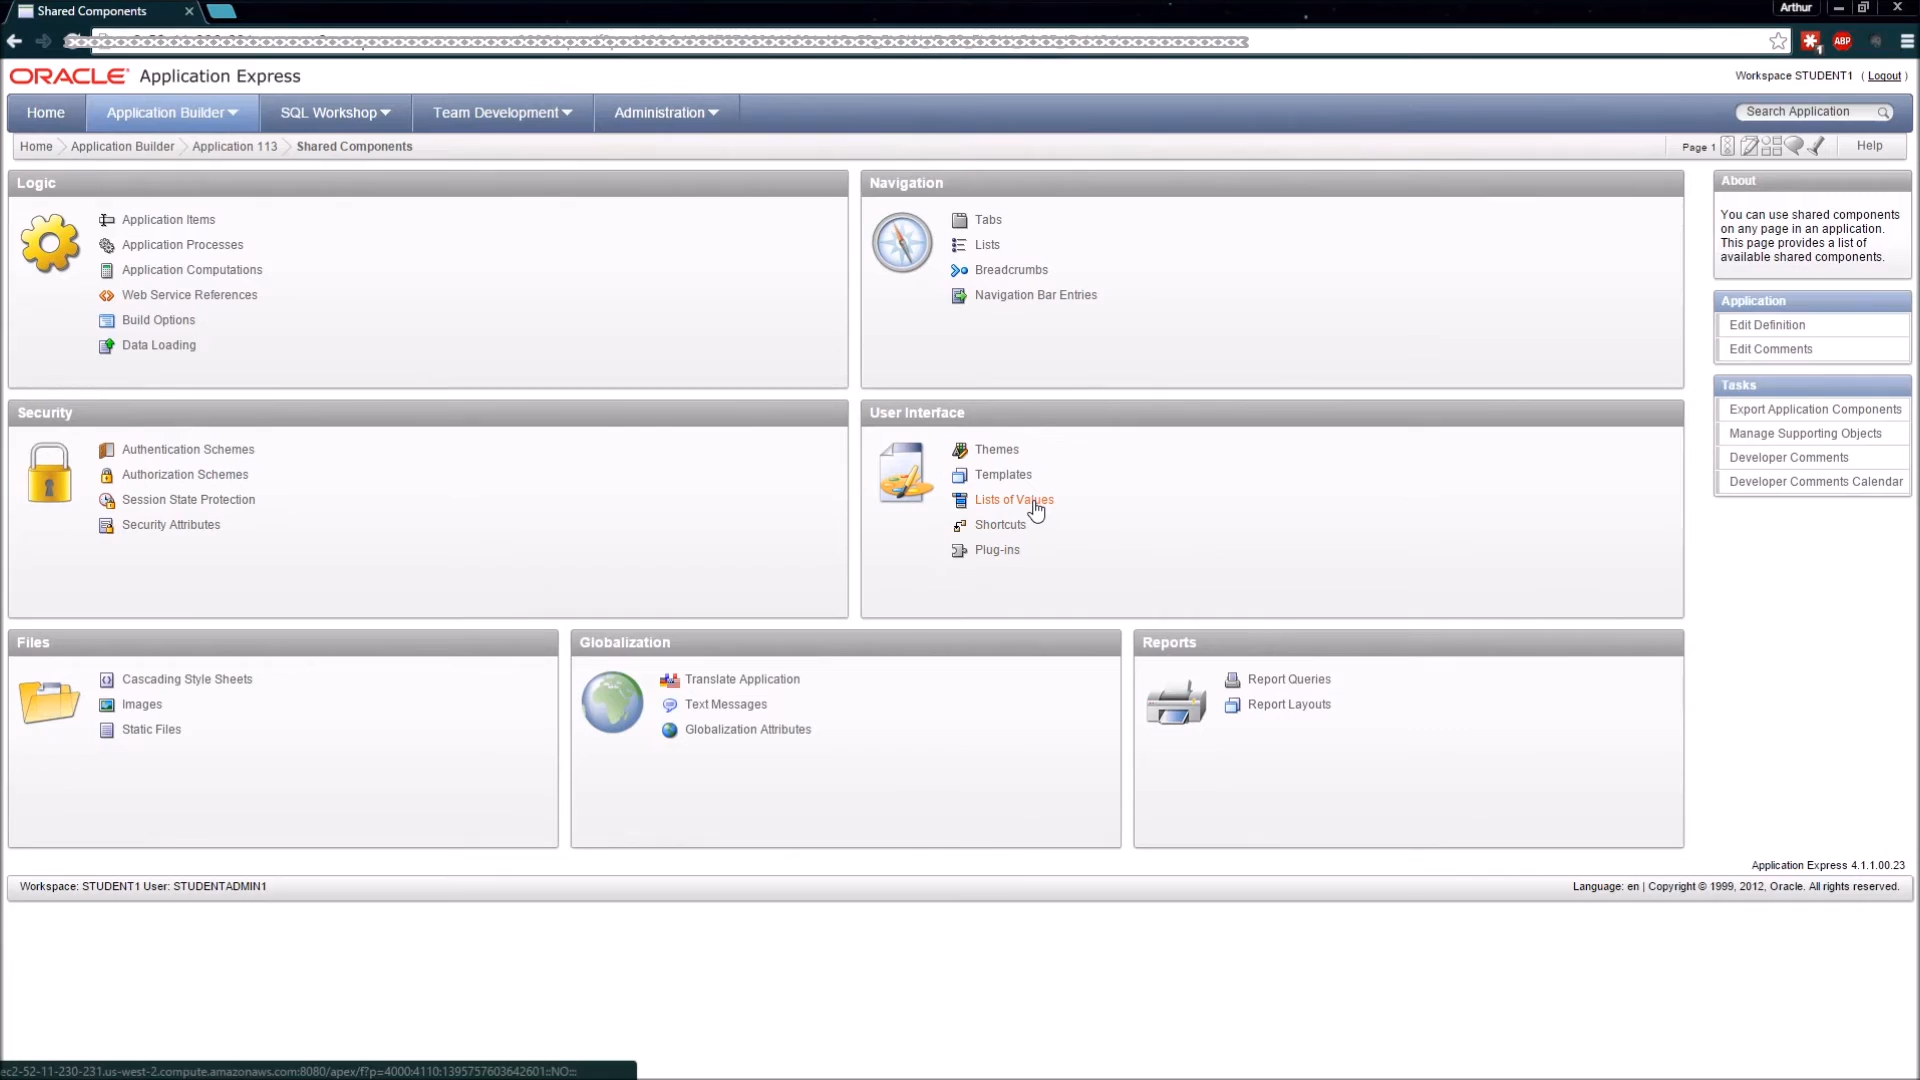 Shared Components
Arthur
1
ABP
ORACLE Application Express
Workspace STUDENT1 ( Logout )
Home
Application Builder
SQL Workshop
Team Development
Administration
Search Application
Home
Application Builder
Application 113
Shared Components
Page 1
Help
Logic
Application Items
Application Processes
Application Computations
Web Service References
Build Options
Data Loading
Navigation
Tabs
Lists
Breadcrumbs
Navigation Bar Entries
About
You can use shared components
on any page in an application.
This page provides a list of
available shared components.
Application
Edit Definition
Edit Comments
Tasks
Export Application Components
Manage Supporting Objects
Developer Comments
Developer Comments Calendar
Security
Authentication Schemes
Authorization Schemes
Session State Protection
Security Attributes
User Interface
Themes
Templates
Lists of Values
Shortcuts
Plug-ins
Files
Cascading Style Sheets
Images
Static Files
Globalization
Translate Application
Text Messages
Globalization Attributes
Reports
Report Queries
Report Layouts
Application Express 4.1.1.00.23
Workspace: STUDENT1 User: STUDENTADMIN1
Language: en | Copyright © 1999, 2012, Oracle. All rights reserved.
ec2-52-11-230-231.us-west-2.compute.amazonaws.com:8080/apex/f?p=4000:4110:1395757603642601::NO:::